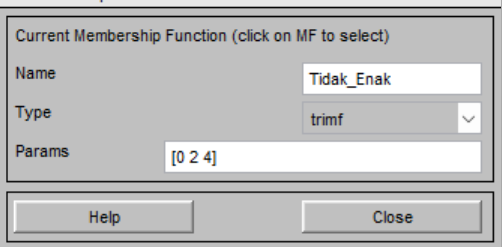 Current Membership Function (click on MF to select)
Name Tidak_Enak
Type trimf
Params [0 2 4]
Help Close